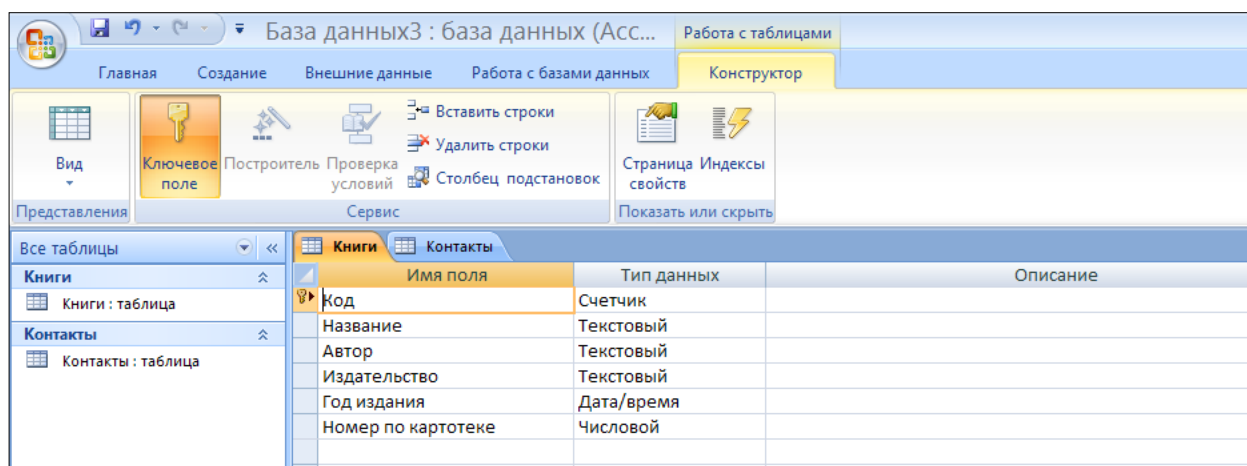 База данных3 : база данных (Acc...
Работа с таблицами
Главная Создание Внешние данные Работа с базами данных Конструктор
Вид
Ключевое поле
Построитель
Проверка условий
Вставить строки
Удалить строки
Столбец подстановок
Страница свойств
Индексы
Представления
Сервис
Показать или скрыть
Все таблицы
Книги
Книги : таблица
Контакты
Контакты : таблица
Книги Контакты
Имя поля Тип данных Описание
Код Счетчик
Название Текстовый
Автор Текстовый
Издательство Текстовый
Год издания Дата/время
Номер по картотеке Числовой